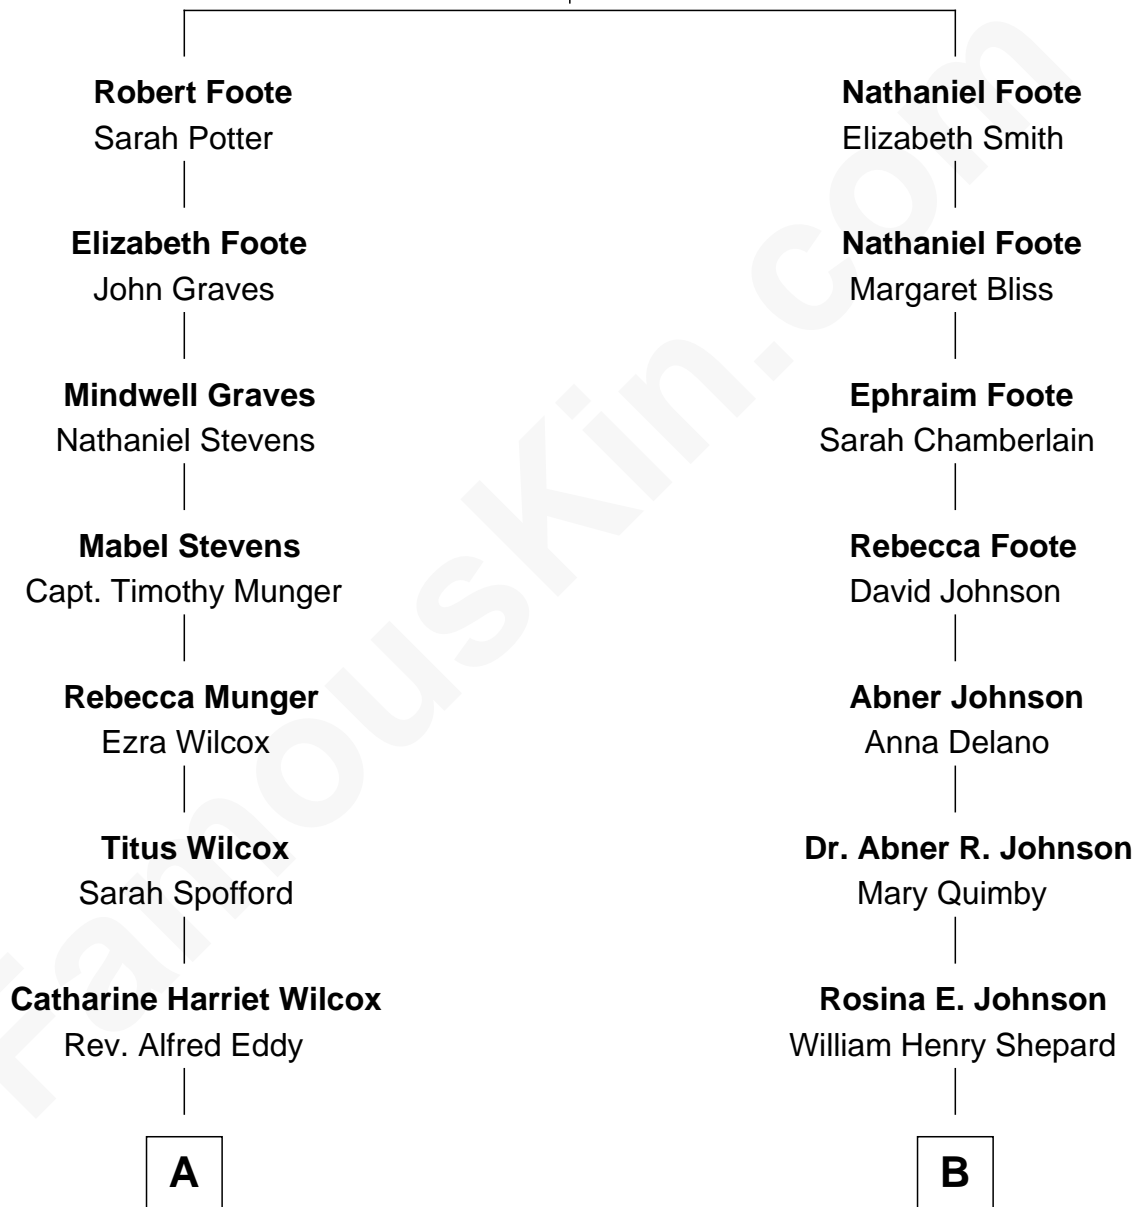 Robert Foote
Sarah Potter
Elizabeth Foote
John Graves
Mindwell Graves
Nathaniel Stevens
Mabel Stevens
Capt. Timothy Munger
Rebecca Munger
Ezra Wilcox
Titus Wilcox
Sarah Spofford
Catharine Harriet Wilcox
Rev. Alfred Eddy
A
Nathaniel Foote
Elizabeth Smith
Nathaniel Foote
Margaret Bliss
Ephraim Foote
Sarah Chamberlain
Rebecca Foote
David Johnson
Abner Johnson
Anna Delano
Dr. Abner R. Johnson
Mary Quimby
Rosina E. Johnson
William Henry Shepard
B
FamousKin.com